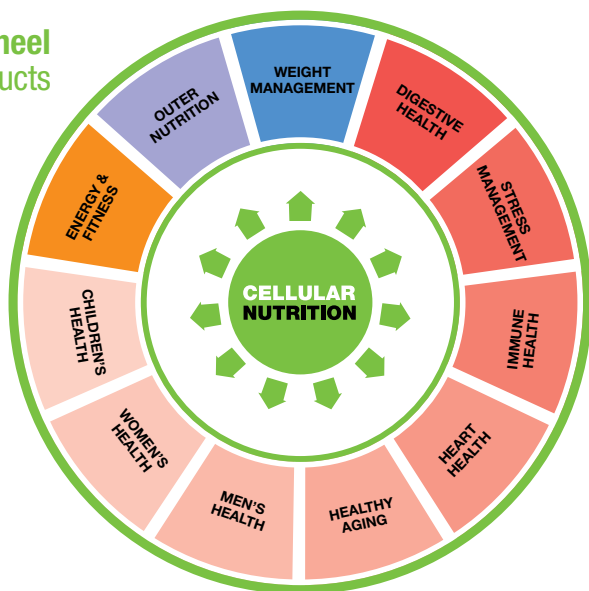 heel
ucts
WEIGHT
MANAGEMENT
DIGESTIVE
HEALTH
STRESS
MANAGEMENT
IMMUNE
HEALTH
HEART
HEALTH
HEALTHY
AGING
MEN'S
HEALTH
WOMEN'S
HEALTH
CHILDREN'S
HEALTH
ENERGY &
FITNESS
OUTER
NUTRITION
CELLULAR
NUTRITION